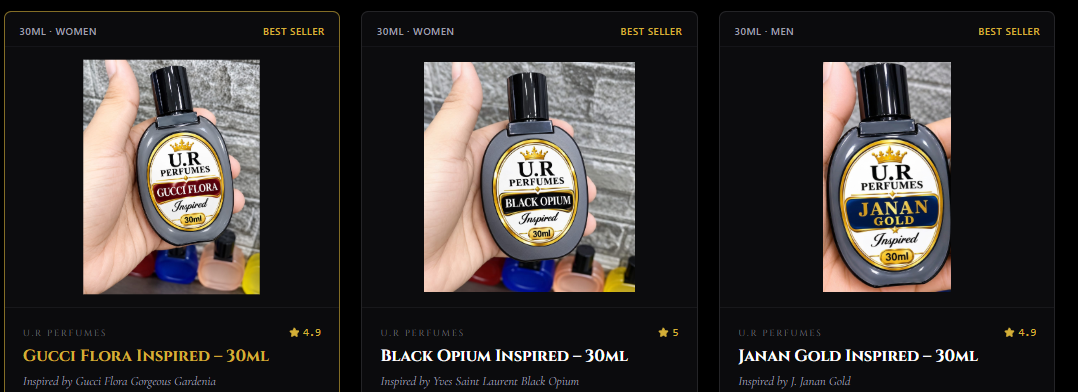 30ML · WOMEN
BEST SELLER
U.R
PERFUMES
GUCCI FLORA
Inspired
30ml
U.R PERFUMES
4.9
GUCCI FLORA INSPIRED – 30ML
Inspired by Gucci Flora Gorgeous Gardenia
30ML · WOMEN
BEST SELLER
U.R
PERFUMES
BLACK OPIUM
Inspired
30ml
U.R PERFUMES
5
BLACK OPIUM INSPIRED – 30ML
Inspired by Yves Saint Laurent Black Opium
30ML · MEN
BEST SELLER
U.R
PERFUMES
JANAN
GOLD
Inspired
30ml
U.R PERFUMES
4.9
JANAN GOLD INSPIRED – 30ML
Inspired by J. Janan Gold